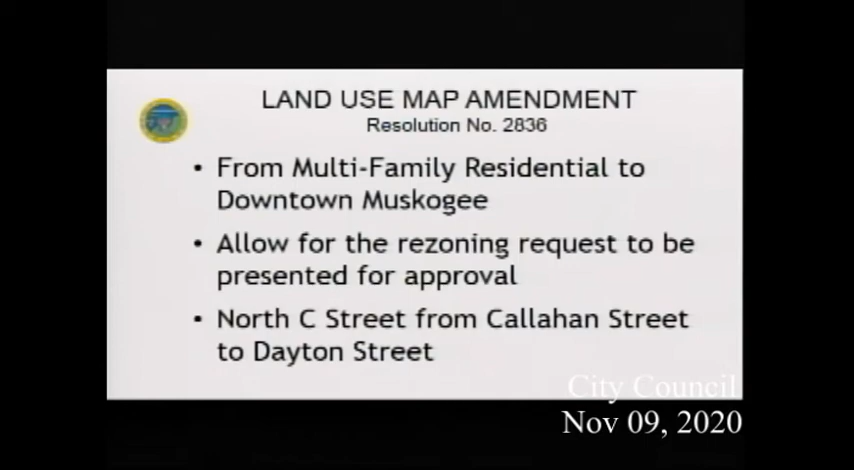 LAND USE MAP AMENDMENT
Resolution No. 2836
• From Multi-Family Residential to
Downtown Muskogee
• Allow for the rezoning request to be
presented for approval
• North C Street from Callahan Street
to Dayton Street
City Council
Nov 09, 2020